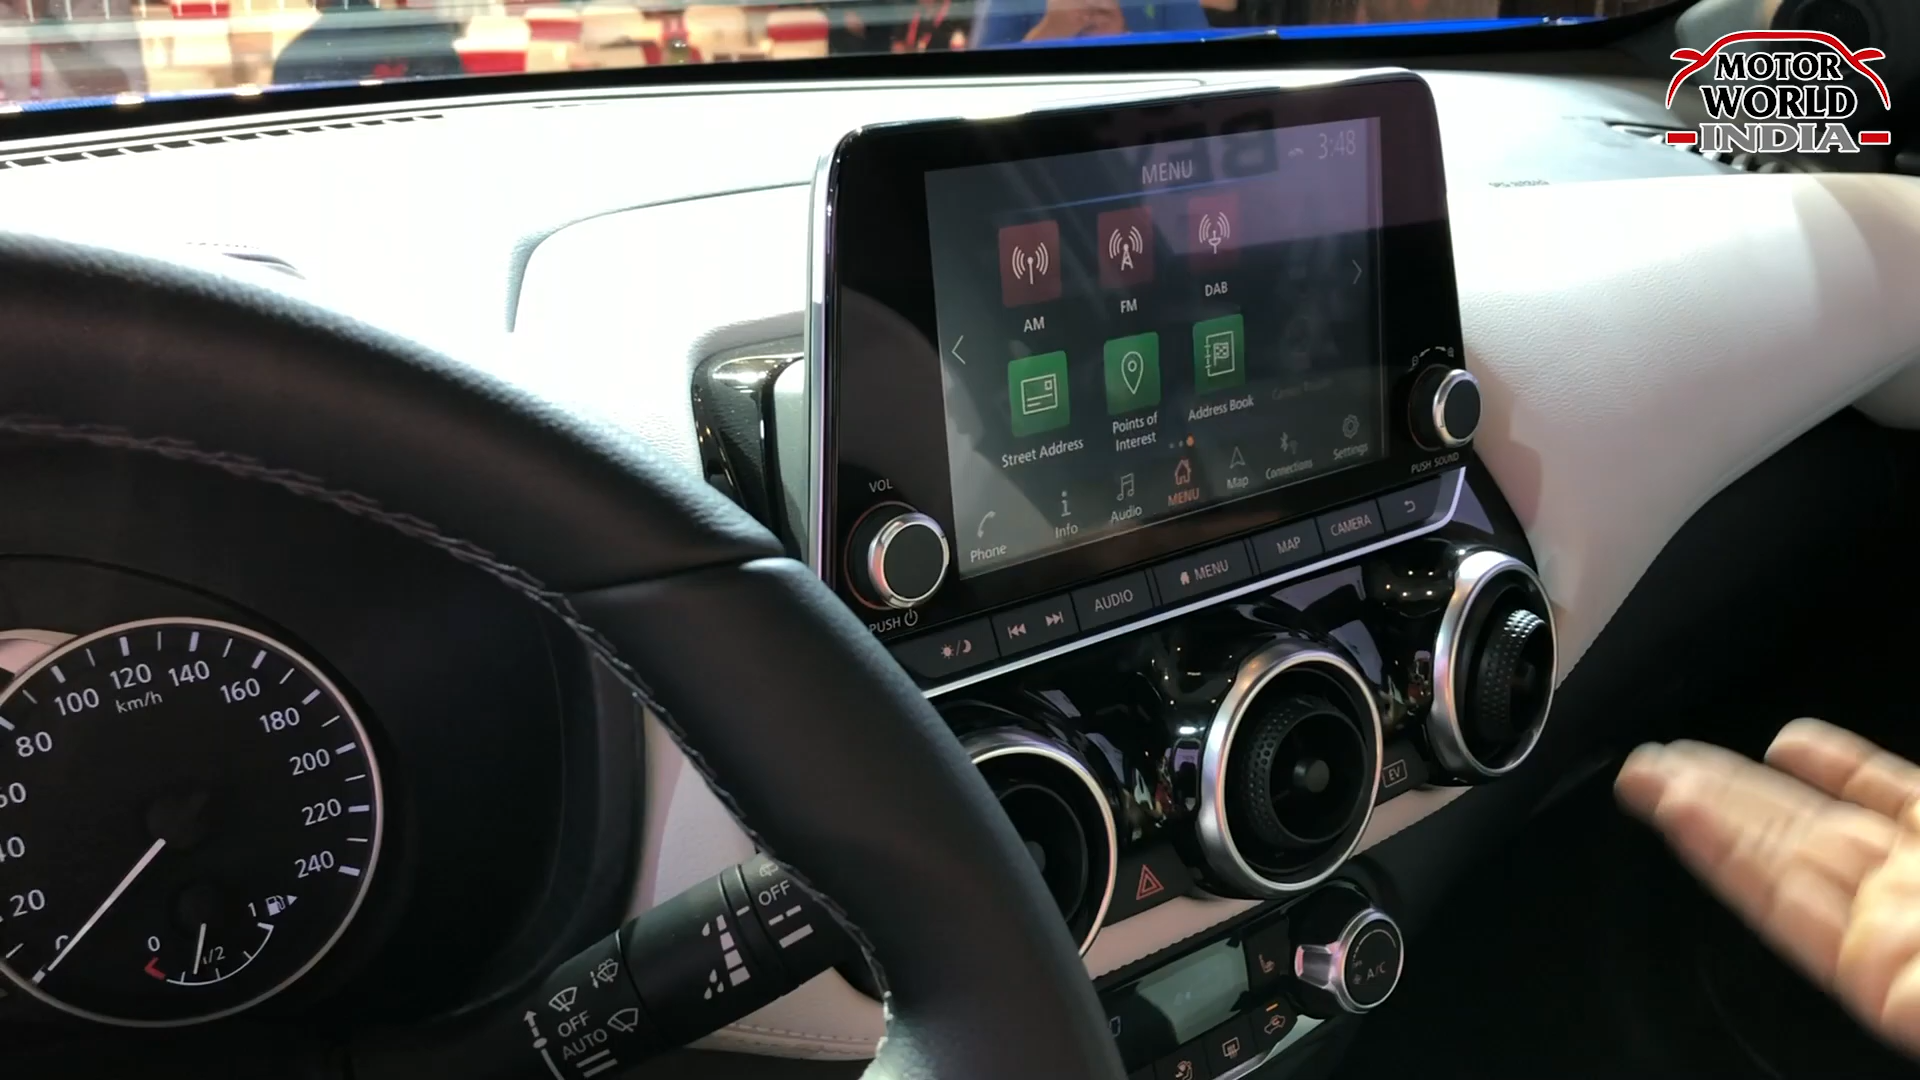 MOTOR
WORLD
INDIA
3:48
MENU
AM
FM
DAB
Street Address
Points of
Interest
Address Book
Phone
Info
Audio
MENU
Map
Connections
Settings
VOL
PUSH
PUSH SOUND
AUDIO
MENU
MAP
CAMERA
EV
A/C
80
100
120
140
160
180
200
220
240
km/h
20
0
1/2
1
OFF
OFF
AUTO